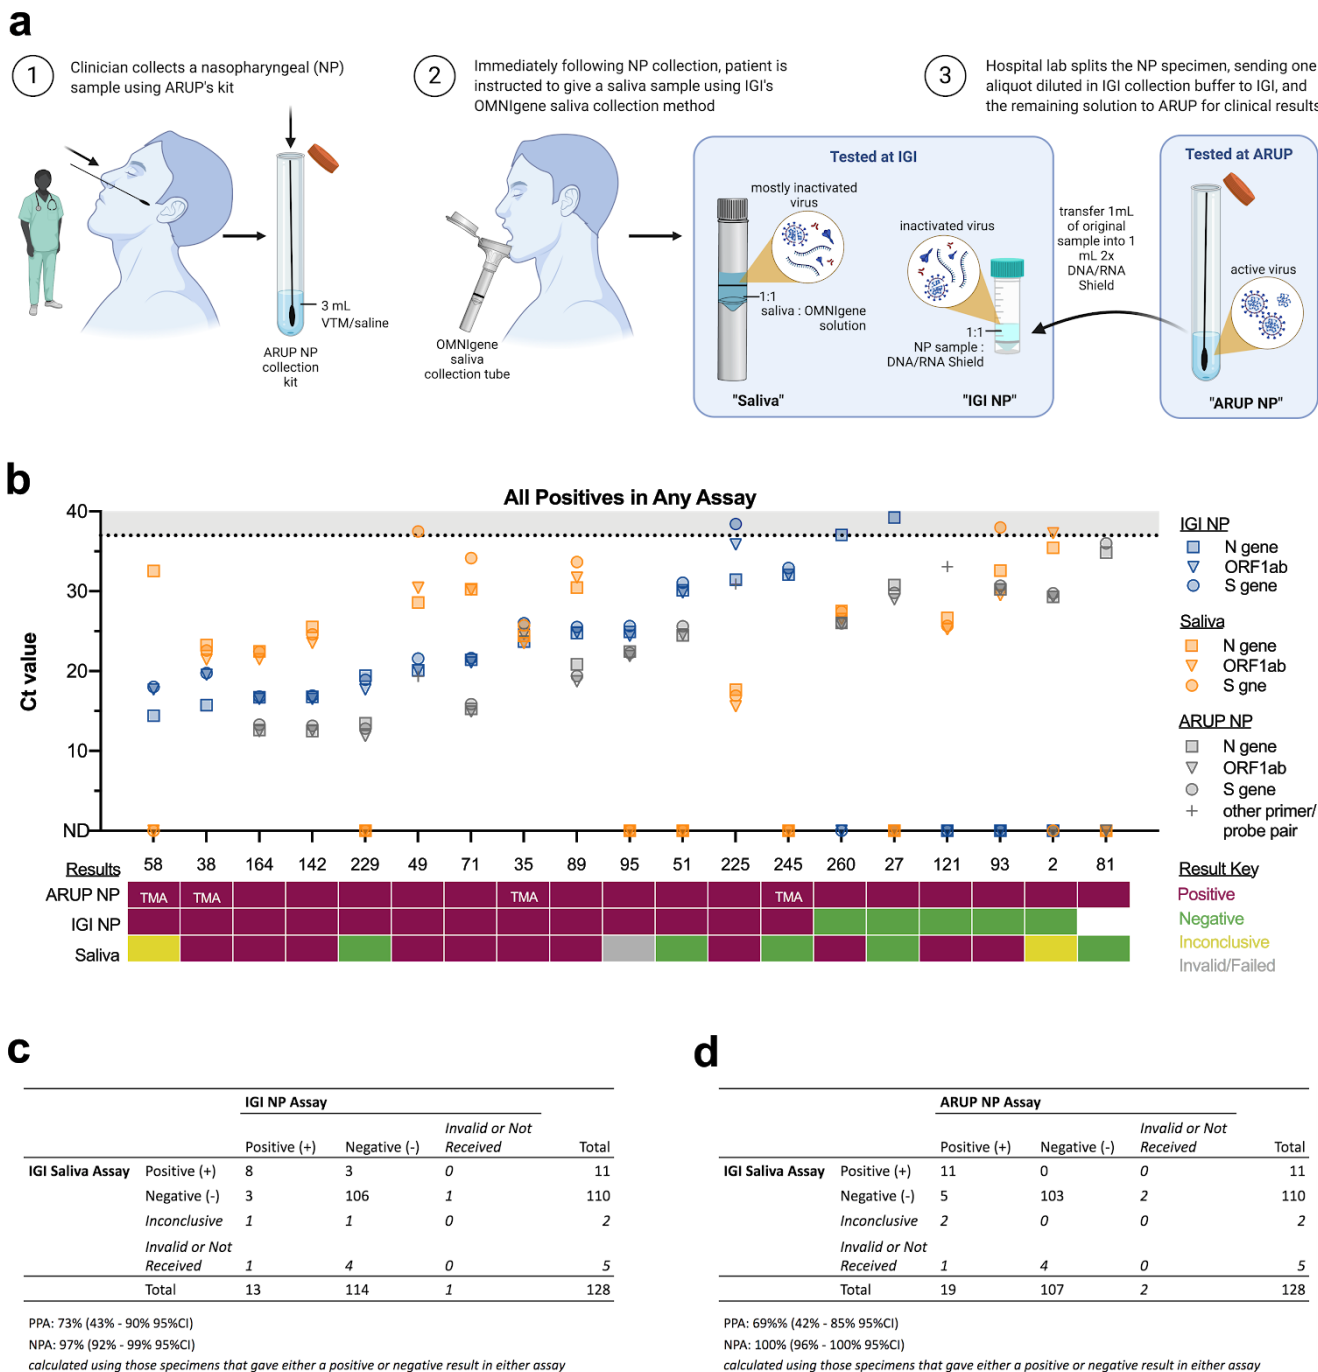 a
1
Clinician collects a nasopharyngeal (NP)
sample using ARUP's kit
2
Immediately following NP collection, patient is
instructed to give a saliva sample using IGI's
OMNIgene saliva collection method
3
Hospital lab splits the NP specimen, sending one
aliquot diluted in IGI collection buffer to IGI, and
the remaining solution to ARUP for clinical results
3 mL
VTM/saline
ARUP NP
collection
kit
OMNIgene
saliva
collection tube
Tested at IGI
mostly inactivated
virus
inactivated virus
1:1
saliva : OMNIgene
solution
1:1
NP sample :
DNA/RNA Shield
"Saliva"
"IGI NP"
transfer 1mL
of original
sample into 1
mL 2x
DNA/RNA
Shield
Tested at ARUP
active virus
"ARUP NP"
b
All Positives in Any Assay
Ct value
40
30
20
10
ND
IGI NP
N gene
ORF1ab
S gene
Saliva
N gene
ORF1ab
S gne
ARUP NP
N gene
ORF1ab
S gene
other primer/
probe pair
Results 58 38 164 142 229 49 71 35 89 95 51 225 245 260 27 121 93 2 81
ARUP NP TMA TMA TMA TMA
IGI NP
Saliva
Result Key
Positive
Negative
Inconclusive
Invalid/Failed
c
IGI NP Assay
Positive (+) Negative (-) Invalid or Not Received Total
IGI Saliva Assay Positive (+) 8 3 0 11
Negative (-) 3 106 1 110
Inconclusive 1 1 0 2
Invalid or Not
Received 1 4 0 5
Total 13 114 1 128
PPA: 73% (43% - 90% 95%CI)
NPA: 97% (92% - 99% 95%CI)
calculated using those specimens that gave either a positive or negative result in either assay
d
ARUP NP Assay
Positive (+) Negative (-) Invalid or Not Received Total
IGI Saliva Assay Positive (+) 11 0 0 11
Negative (-) 5 103 2 110
Inconclusive 2 0 0 2
Invalid or Not
Received 1 4 0 5
Total 19 107 2 128
PPA: 69%% (42% - 85% 95%CI)
NPA: 100% (96% - 100% 95%CI)
calculated using those specimens that gave either a positive or negative result in either assay